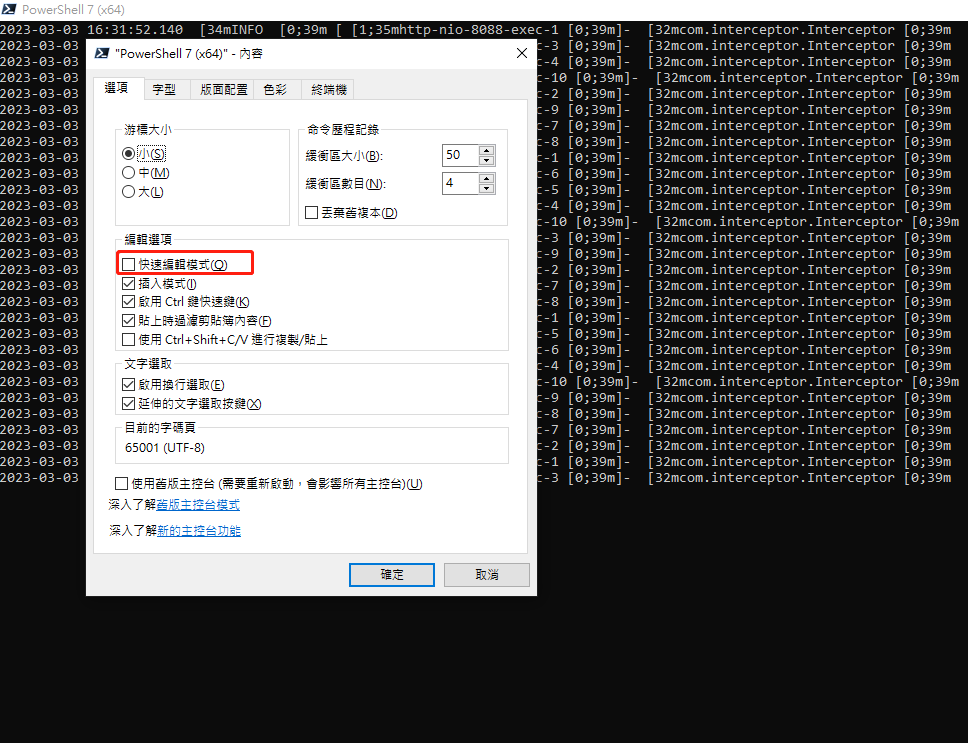 PowerShell 7 (x64)
2023-03-03 16:31:52.140  [34mINFO  [0;39m [ [1;35mhttp-nio-8088-exec-1 [0;39m]-  [32mcom.interceptor.Interceptor [0;39m
2023-03-03 c-3 [0;39m]-  [32mcom.interceptor.Interceptor [0;39m
2023-03-03 c-4 [0;39m]-  [32mcom.interceptor.Interceptor [0;39m
2023-03-03 c-10 [0;39m]-  [32mcom.interceptor.Interceptor [0;39m
2023-03-03 c-2 [0;39m]-  [32mcom.interceptor.Interceptor [0;39m
2023-03-03 c-9 [0;39m]-  [32mcom.interceptor.Interceptor [0;39m
2023-03-03 c-7 [0;39m]-  [32mcom.interceptor.Interceptor [0;39m
2023-03-03 c-8 [0;39m]-  [32mcom.interceptor.Interceptor [0;39m
2023-03-03 c-1 [0;39m]-  [32mcom.interceptor.Interceptor [0;39m
2023-03-03 c-6 [0;39m]-  [32mcom.interceptor.Interceptor [0;39m
2023-03-03 c-5 [0;39m]-  [32mcom.interceptor.Interceptor [0;39m
2023-03-03 c-4 [0;39m]-  [32mcom.interceptor.Interceptor [0;39m
2023-03-03 c-10 [0;39m]-  [32mcom.interceptor.Interceptor [0;39m
2023-03-03 c-3 [0;39m]-  [32mcom.interceptor.Interceptor [0;39m
2023-03-03 c-9 [0;39m]-  [32mcom.interceptor.Interceptor [0;39m
2023-03-03 c-2 [0;39m]-  [32mcom.interceptor.Interceptor [0;39m
2023-03-03 c-7 [0;39m]-  [32mcom.interceptor.Interceptor [0;39m
2023-03-03 c-8 [0;39m]-  [32mcom.interceptor.Interceptor [0;39m
2023-03-03 c-1 [0;39m]-  [32mcom.interceptor.Interceptor [0;39m
2023-03-03 c-5 [0;39m]-  [32mcom.interceptor.Interceptor [0;39m
2023-03-03 c-6 [0;39m]-  [32mcom.interceptor.Interceptor [0;39m
2023-03-03 c-4 [0;39m]-  [32mcom.interceptor.Interceptor [0;39m
2023-03-03 c-10 [0;39m]-  [32mcom.interceptor.Interceptor [0;39m
2023-03-03 c-9 [0;39m]-  [32mcom.interceptor.Interceptor [0;39m
2023-03-03 c-8 [0;39m]-  [32mcom.interceptor.Interceptor [0;39m
2023-03-03 c-7 [0;39m]-  [32mcom.interceptor.Interceptor [0;39m
2023-03-03 c-2 [0;39m]-  [32mcom.interceptor.Interceptor [0;39m
2023-03-03 c-1 [0;39m]-  [32mcom.interceptor.Interceptor [0;39m
2023-03-03 c-3 [0;39m]-  [32mcom.interceptor.Interceptor [0;39m
"PowerShell 7 (x64)" - 內容
選項 字型 版面配置 色彩 終端機
游標大小
小(S)
中(M)
大(L)
命令歷程記錄
緩衝區大小(B): 50
緩衝區數目(N): 4
丟棄舊複本(D)
編輯選項
快速編輯模式(Q)
插入模式(I)
啟用 Ctrl 鍵快速鍵(K)
貼上時過濾剪貼簿內容(F)
使用 Ctrl+Shift+C/V 進行複製/貼上
文字選取
啟用換行選取(E)
延伸的文字選取按鍵(X)
目前的字碼頁
65001 (UTF-8)
使用舊版主控台 (需要重新啟動，會影響所有主控台)(U)
深入了解舊版主控台模式
深入了解新的主控台功能
確定 取消